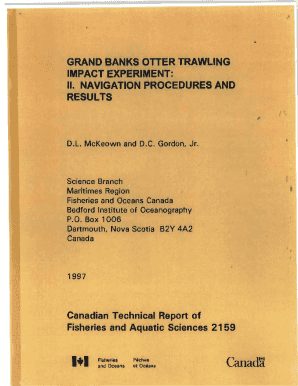 GRAND BANKS OTTER TRAWLING
IMPACT EXPERIMENT:
II. NAVIGATION PROCEDURES AND
RESULTS
D.L. McKeown and D.C. Gordon, Jr.
Science Branch
Maritimes Region
Fisheries and Oceans Canada
Bedford Institute of Oceanography
P.O. Box 1006
Dartmouth, Nova Scotia B2Y 4A2
Canada
1997
Canadian Technical Report of
Fisheries and Aquatic Sciences 2159
Fisheries Pêches
and Oceans et Océans
Canada